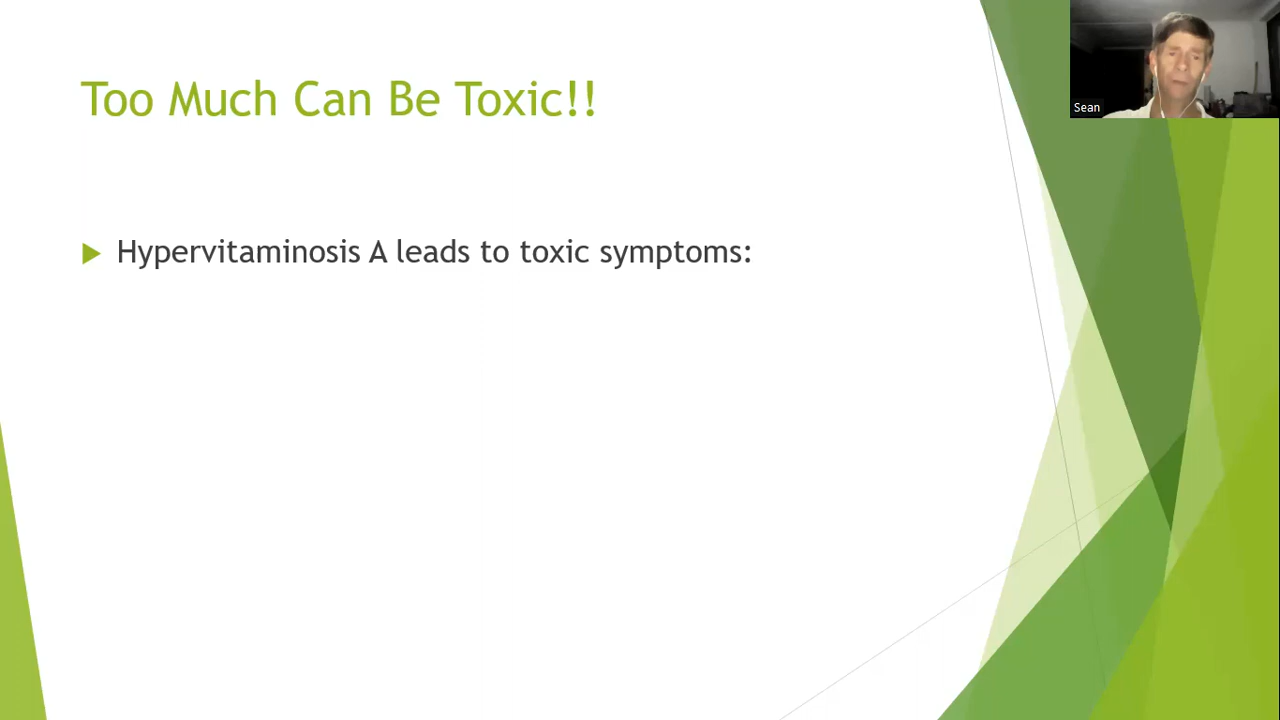 Too Much Can Be Toxic!!
Hypervitaminosis A leads to toxic symptoms:
Sean